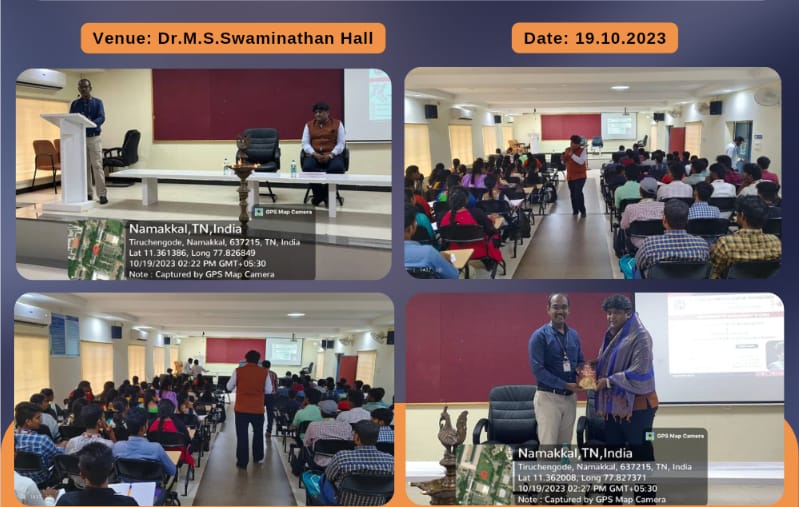 Venue: Dr.M.S.Swaminathan Hall
Date: 19.10.2023
GPS Map Camera
Namakkal,TN,India
Tiruchengode, Namakkal, 637215, TN, India
Lat 11.361386, Long 77.826849
10/19/2023 02:22 PM GMT+05:30
Note : Captured by GPS Map Camera
GPS Map Camera
Namakkal,TN,India
Tiruchengode, Namakkal, 637215, TN, India
Lat 11.362008, Long 77.827371
10/19/2023 02:27 PM GMT+05:30
Note : Captured by GPS Map Camera